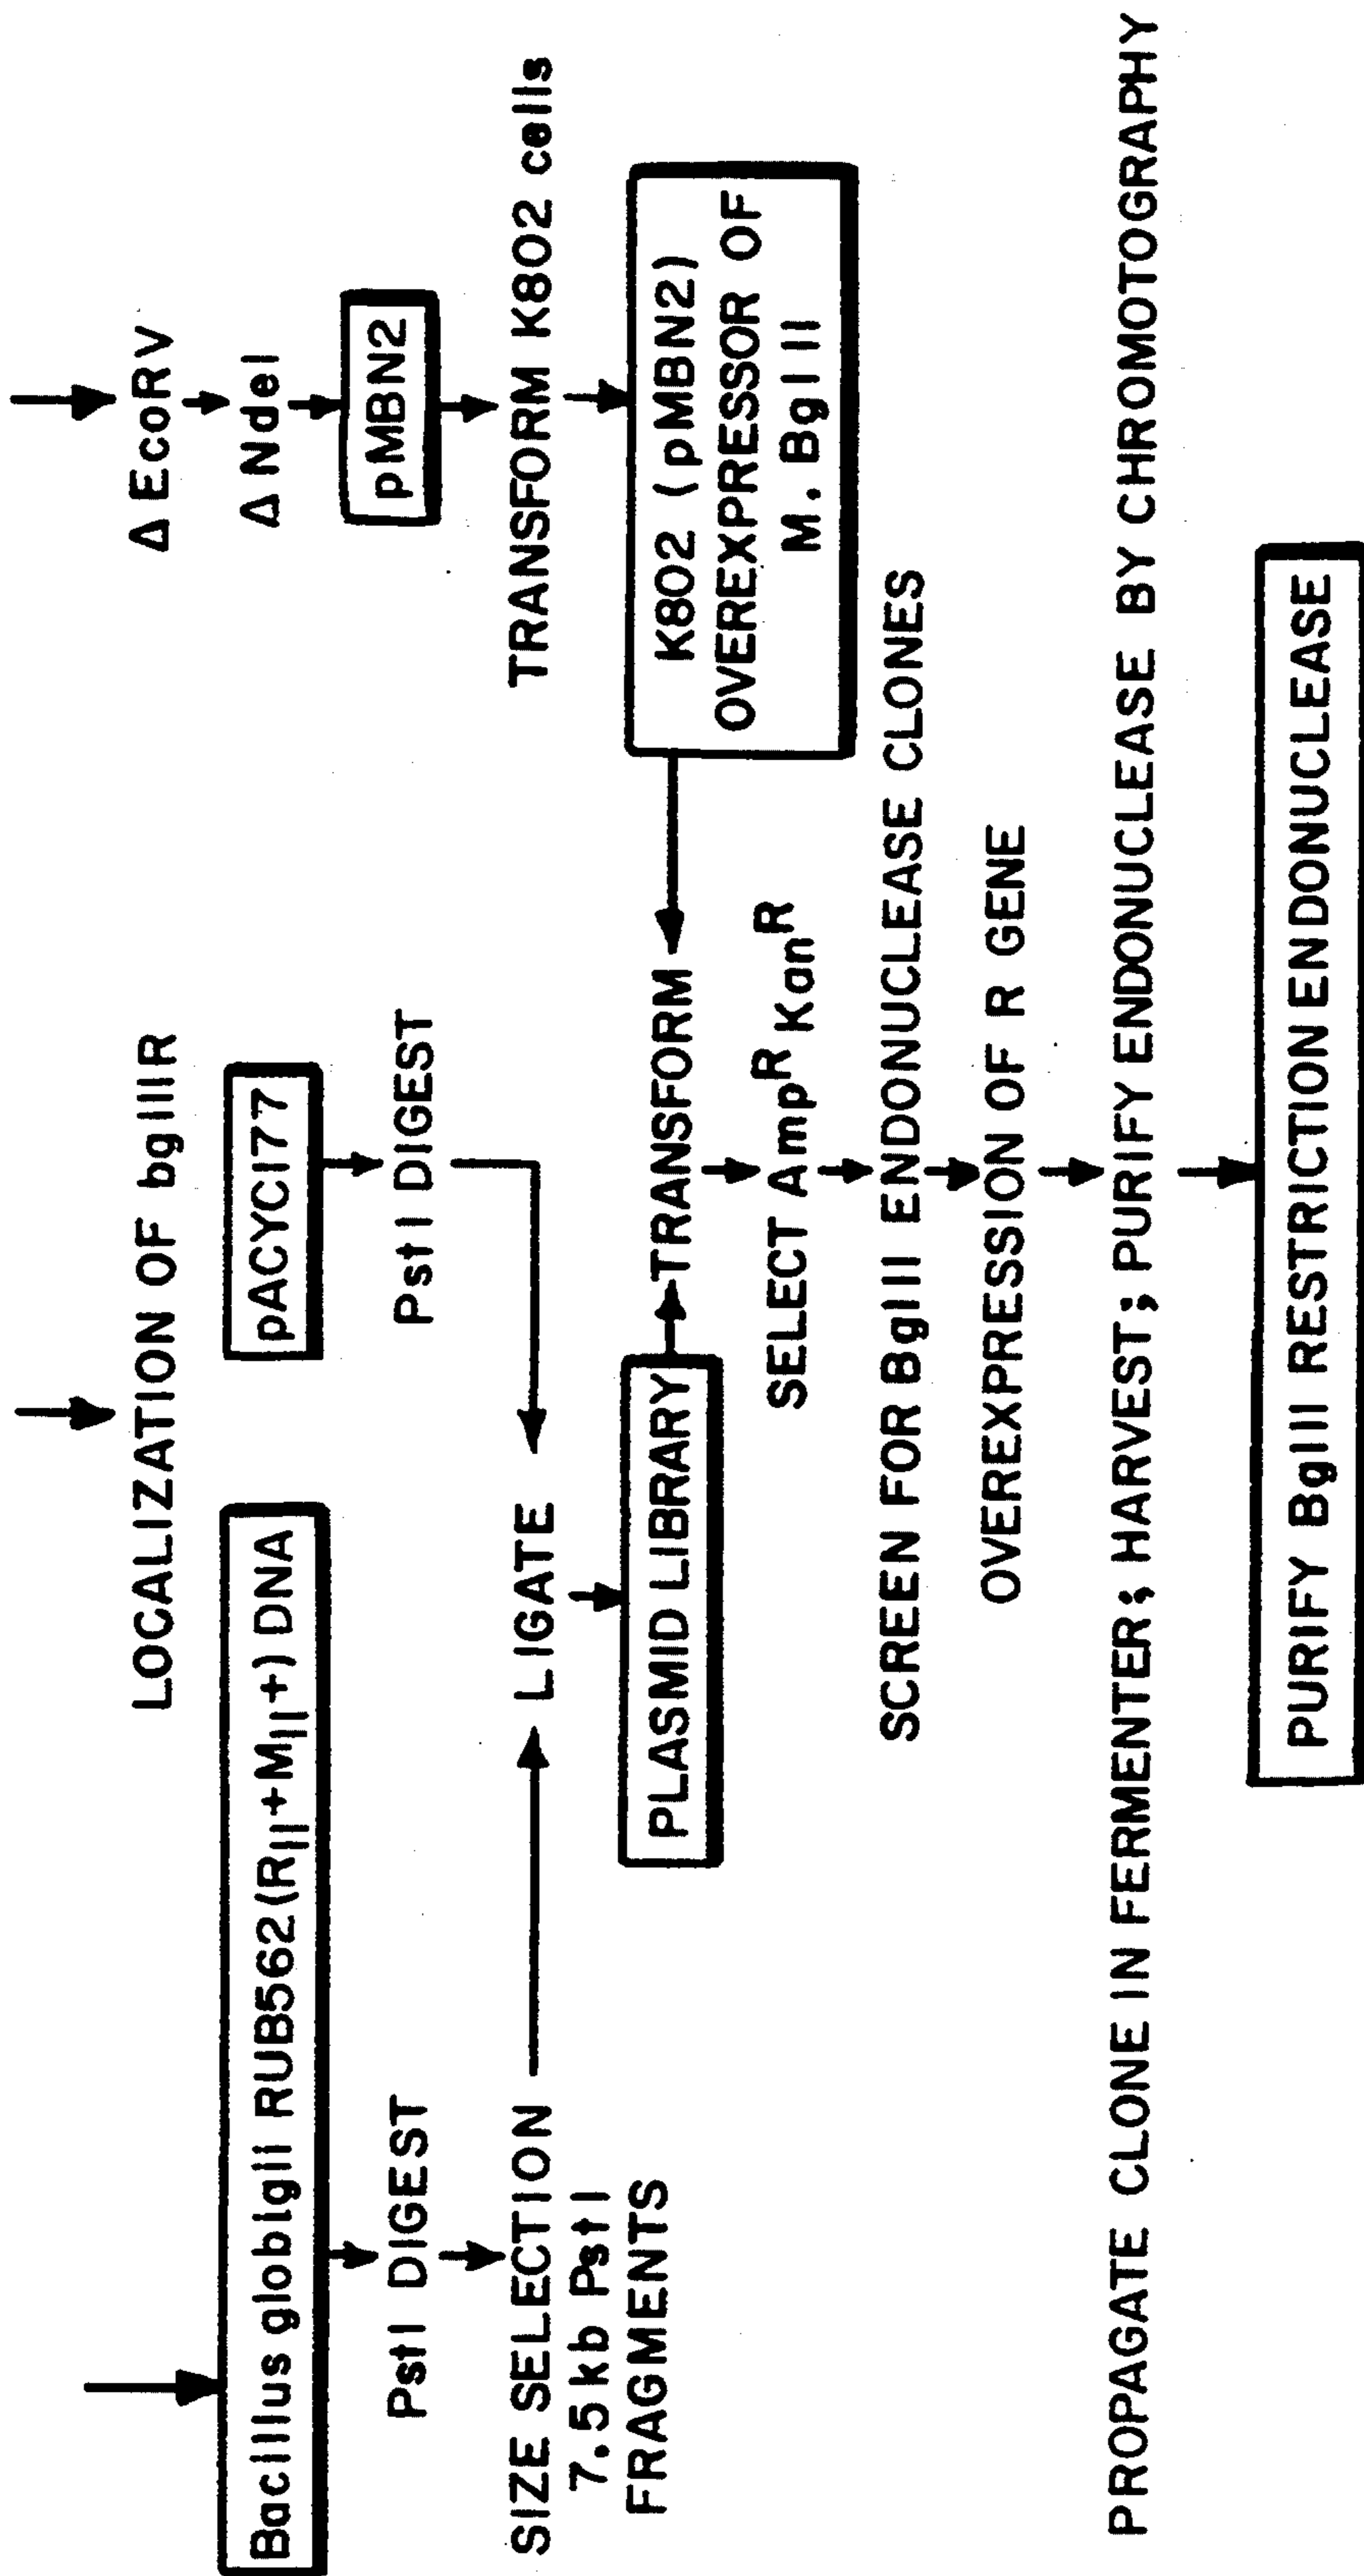 LOCALIZATION OF bglIIR
Δ EcoRV
Δ NdeI
Bacillus globigii RUB562(RII+MII+) DNA
pACYC177
pMBN2
PstI DIGEST
PstI DIGEST
TRANSFORM K802 cells
SIZE SELECTION
7.5kb PstI
FRAGMENTS
LIGATE
PLASMID LIBRARY
TRANSFORM
K802 (pMBN2)
OVEREXPRESSOR OF
M. BglII
SELECT AmpR KanR
SCREEN FOR BglII ENDONUCLEASE CLONES
OVEREXPRESSION OF R GENE
PROPAGATE CLONE IN FERMENTER; HARVEST; PURIFY ENDONUCLEASE BY CHROMOTOGRAPHY
PURIFY BglII RESTRICTION ENDONUCLEASE